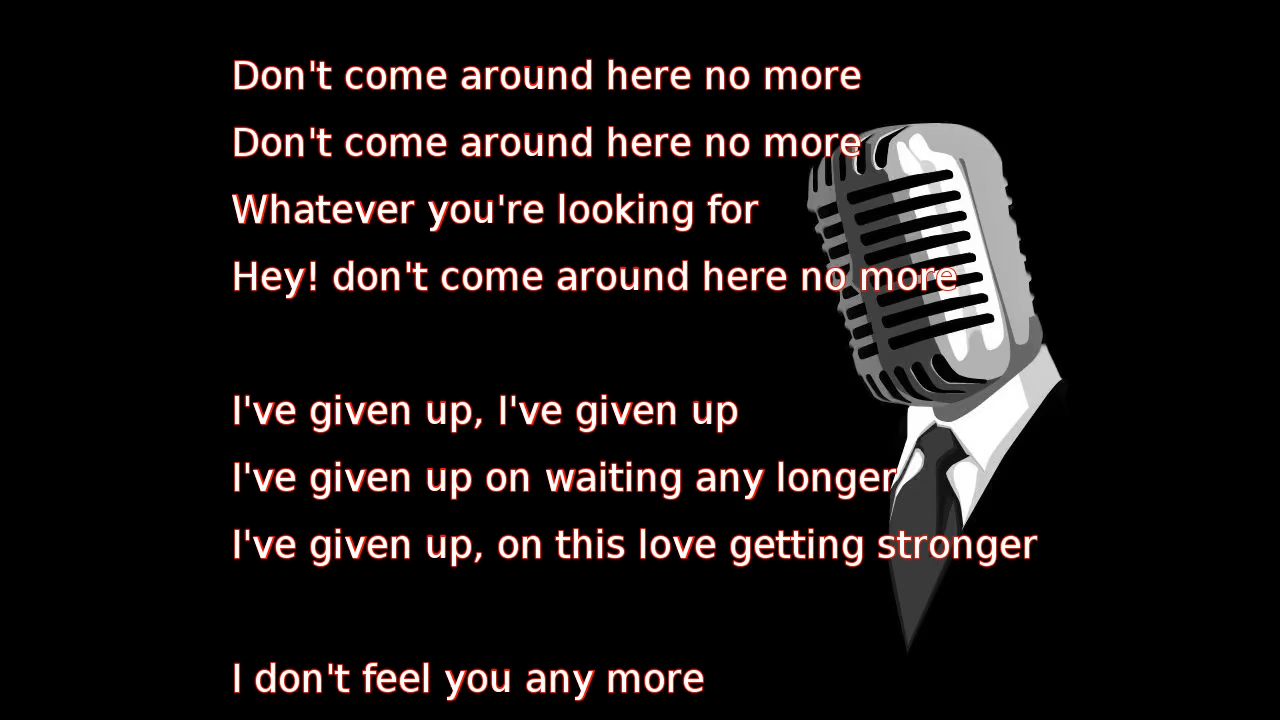 Don't come around here no more
Don't come around here no more
Whatever you're looking for
Hey! don't come around here no more
I've given up, I've given up
I've given up on waiting any longer
I've given up, on this love getting stronger
I don't feel you any more